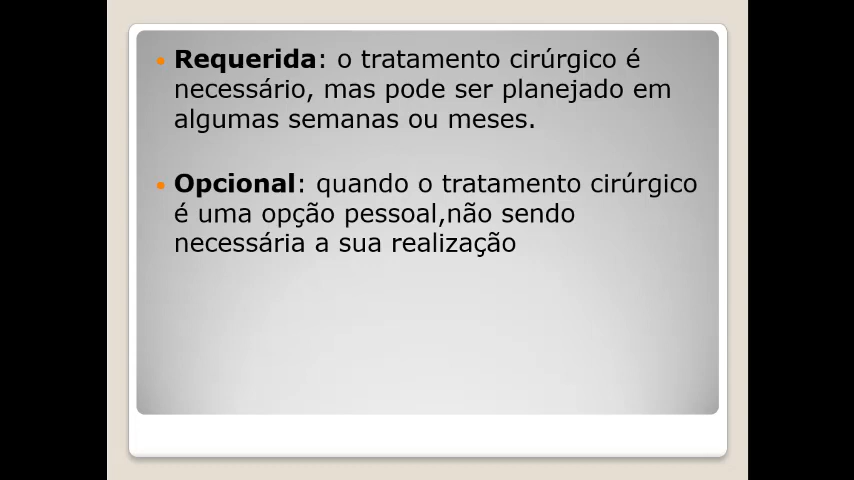 Requerida: o tratamento cirúrgico é
necessário, mas pode ser planejado em
algumas semanas ou meses.
Opcional: quando o tratamento cirúrgico
é uma opção pessoal,não sendo
necessária a sua realização